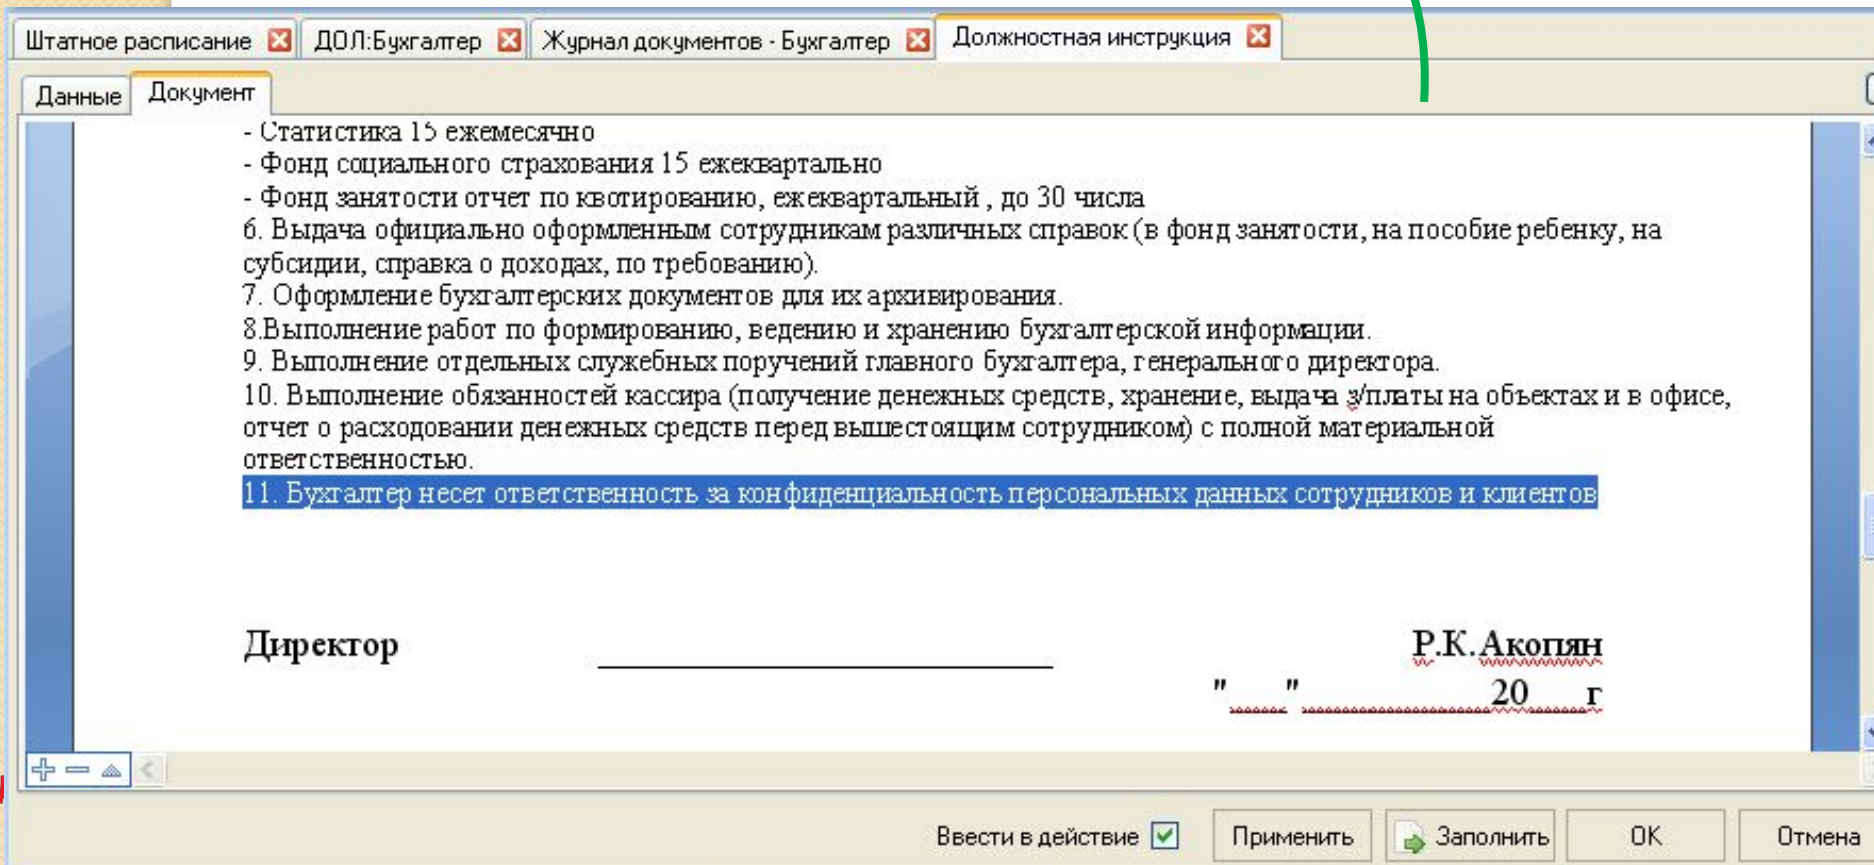 Штатное расписание ДОЛ:Бухгалтер Журнал документов - Бухгалтер Должностная инструкция
Данные Документ
- Статистика 15 ежемесячно
- Фонд социального страхования 15 ежеквартально
- Фонд занятости отчет по квотированию, ежеквартальный , до 30 числа
6. Выдача официально оформленным сотрудникам различных справок (в фонд занятости, на пособие ребенку, на
субсидии, справка о доходах, по требованию).
7. Оформление бухгалтерских документов для их архивирования.
8.Выполнение работ по формированию, ведению и хранению бухгалтерской информации.
9. Выполнение отдельных служебных поручений главного бухгалтера, генерального директора.
10. Выполнение обязанностей кассира (получение денежных средств, хранение, выдача з/платы на объектах и в офисе,
отчет о расходовании денежных средств перед вышестоящим сотрудником) с полной материальной
ответственностью.
11. Бухгалтер несет ответственность за конфиденциальность персональных данных сотрудников и клиентов
Директор ____________________ Р.К.Акопян
"____"______________20____г
Ввести в действие Применить Заполнить OK Отмена